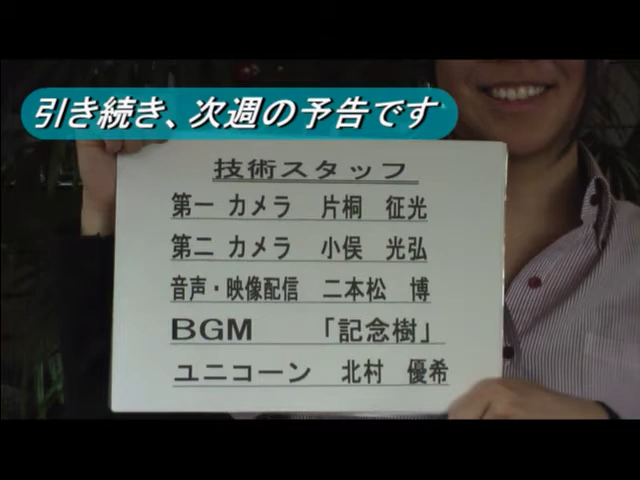 引き続き、次週の予告です
技術スタッフ
第一 カメラ 片桐 征光
第二 カメラ 小俣 光弘
音声・映像配信 二本松 博
BGM 「記念樹」
ユニコーン 北村 優希